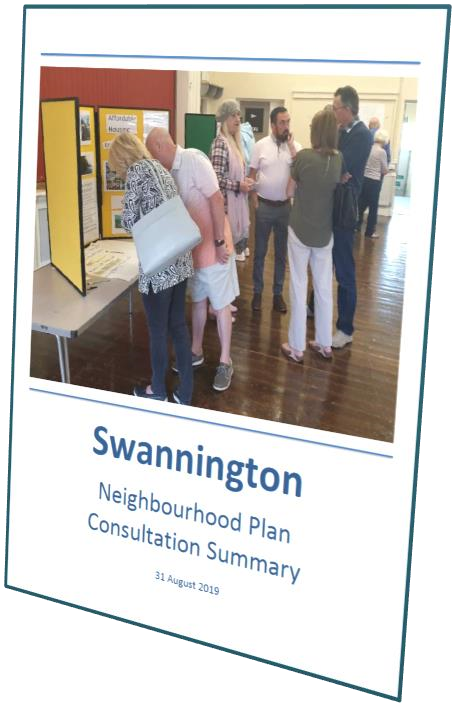 Affordable
Housing
Swannington
Neighbourhood Plan
Consultation Summary
31 August 2019